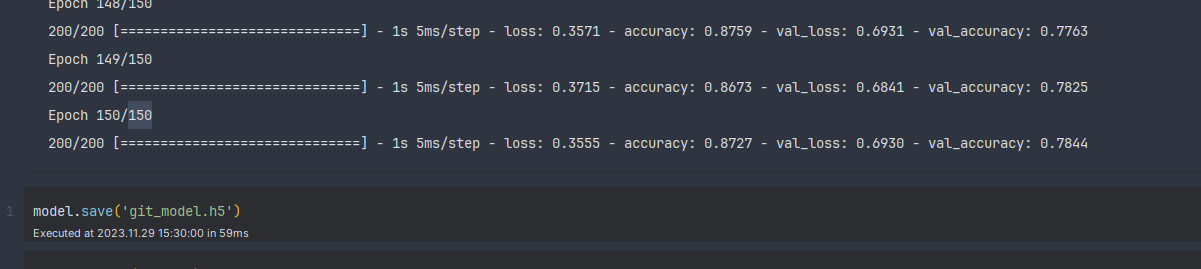 Epoch 148/150
200/200 [==============================] - 1s 5ms/step - loss: 0.3571 - accuracy: 0.8759 - val_loss: 0.6931 - val_accuracy: 0.7763
Epoch 149/150
200/200 [==============================] - 1s 5ms/step - loss: 0.3715 - accuracy: 0.8673 - val_loss: 0.6841 - val_accuracy: 0.7825
Epoch 150/150
200/200 [==============================] - 1s 5ms/step - loss: 0.3555 - accuracy: 0.8727 - val_loss: 0.6930 - val_accuracy: 0.7844
1 model.save('git_model.h5')
Executed at 2023.11.29 15:30:00 in 59ms